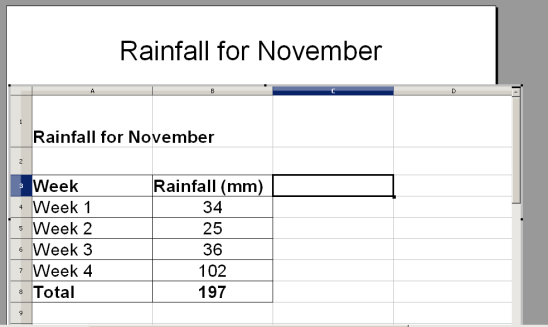 Rainfall for November
A B C D
1 Rainfall for November
2
3 Week Rainfall (mm)
4 Week 1 34
5 Week 2 25
6 Week 3 36
7 Week 4 102
8 Total 197
9